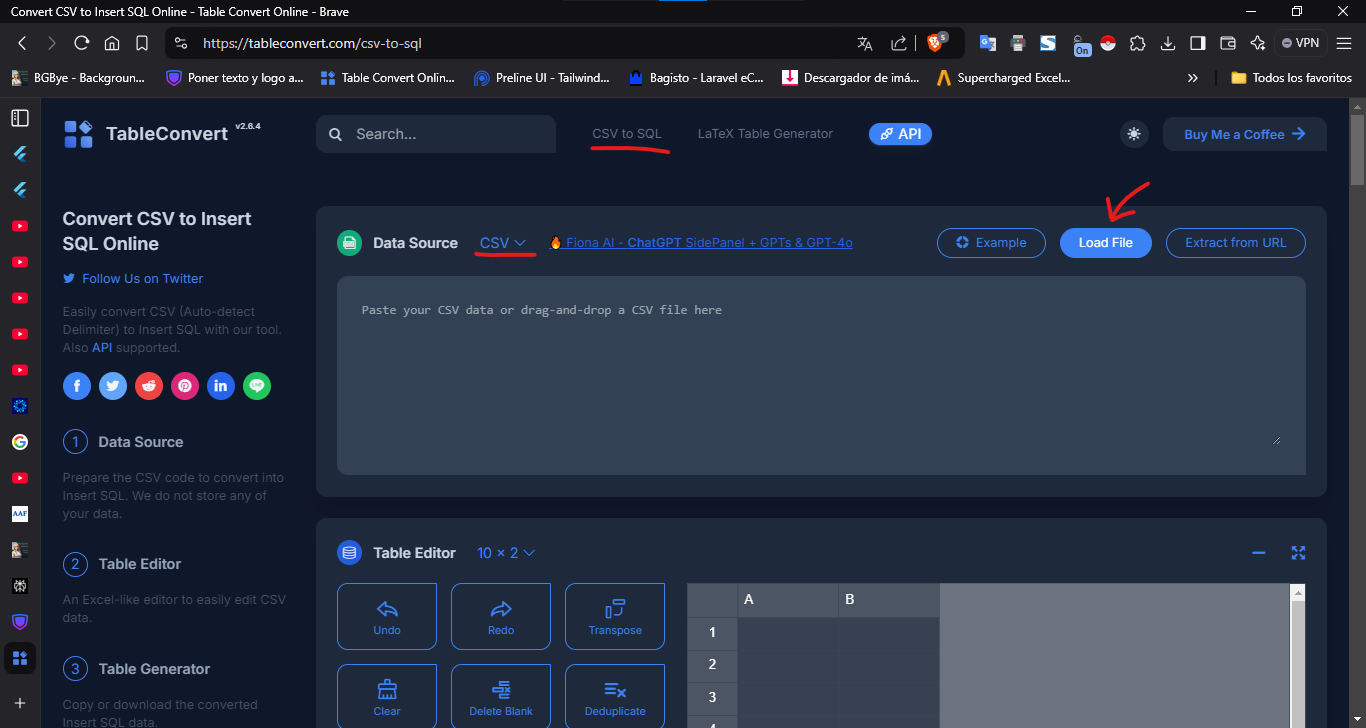 Convert CSV to Insert SQL Online - Table Convert Online - Brave
https://tableconvert.com/csv-to-sql
5
On
VPN
BGBye - Backgroun...
Poner texto y logo a...
Table Convert Onlin...
Preline UI - Tailwind...
Bagisto - Laravel eC...
Descargador de imá...
Supercharged Excel...
»
Todos los favoritos
TableConvert v2.6.4
Search...
CSV to SQL
LaTeX Table Generator
API
Buy Me a Coffee
Convert CSV to Insert
SQL Online
Follow Us on Twitter
Easily convert CSV (Auto-detect
Delimiter) to Insert SQL with our tool.
Also API supported.
1 Data Source
Prepare the CSV code to convert into
Insert SQL. We do not store any of
your data.
2 Table Editor
An Excel-like editor to easily edit CSV
data.
3 Table Generator
Copy or download the converted
Insert SQL data.
AAF
Data Source
CSV
Fiona AI - ChatGPT SidePanel + GPTs & GPT-4o
Example
Load File
Extract from URL
Paste your CSV data or drag-and-drop a CSV file here
Table Editor
10 × 2
Undo
Redo
Transpose
Clear
Delete Blank
Deduplicate
A B
1
2
3
4